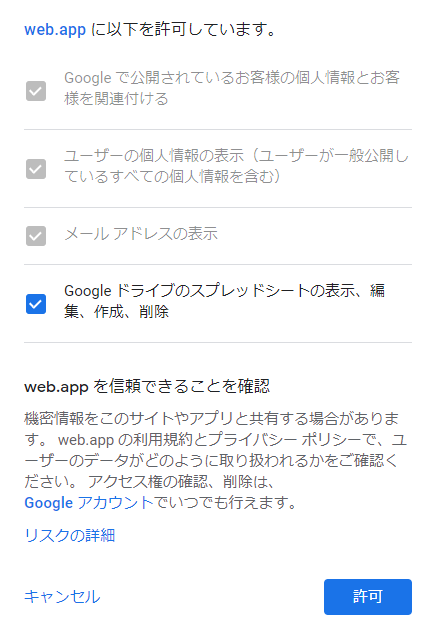 web.app に以下を許可しています。
Google で公開されているお客様の個人情報とお客
様を関連付ける
ユーザーの個人情報の表示（ユーザーが一般公開し
ているすべての個人情報を含む）
メール アドレスの表示
Google ドライブのスプレッドシートの表示、編
集、作成、削除
web.app を信頼できることを確認
機密情報をこのサイトやアプリと共有する場合がありま
す。 web.app の利用規約とプライバシー ポリシーで、ユ
ーザーのデータがどのように取り扱われるかをご確認く
ださい。 アクセス権の確認、削除は、
Google アカウントでいつでも行えます。
リスクの詳細
キャンセル
許可